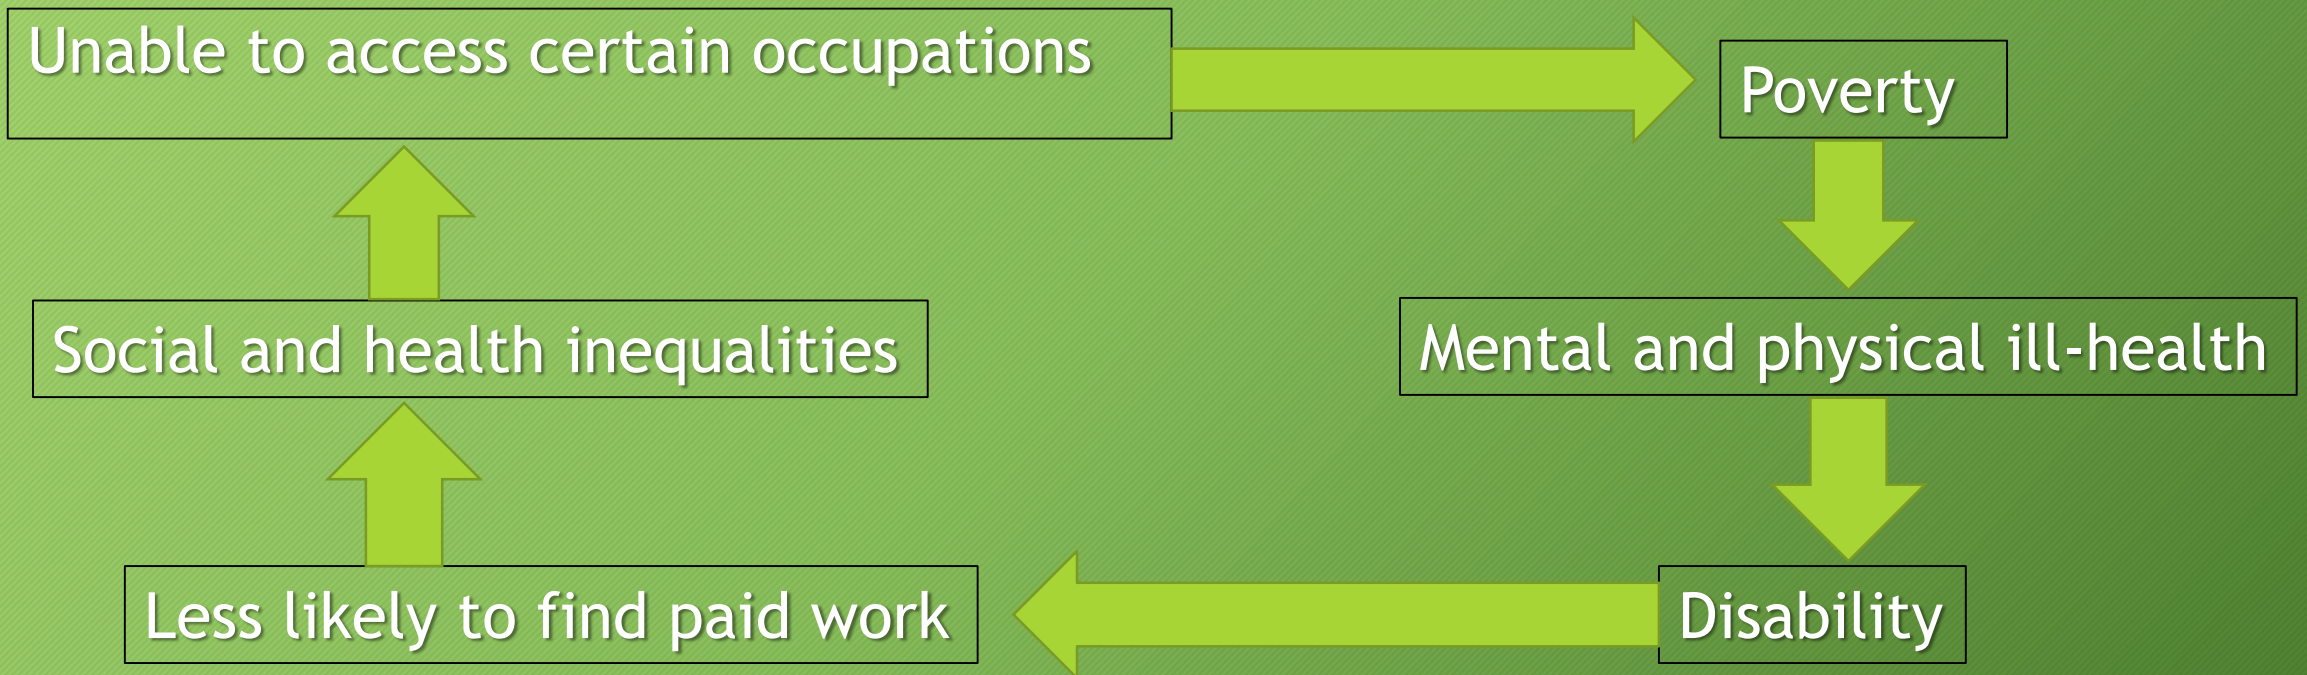 Unable to access certain occupations
Poverty
Social and health inequalities
Mental and physical ill-health
Less likely to find paid work
Disability